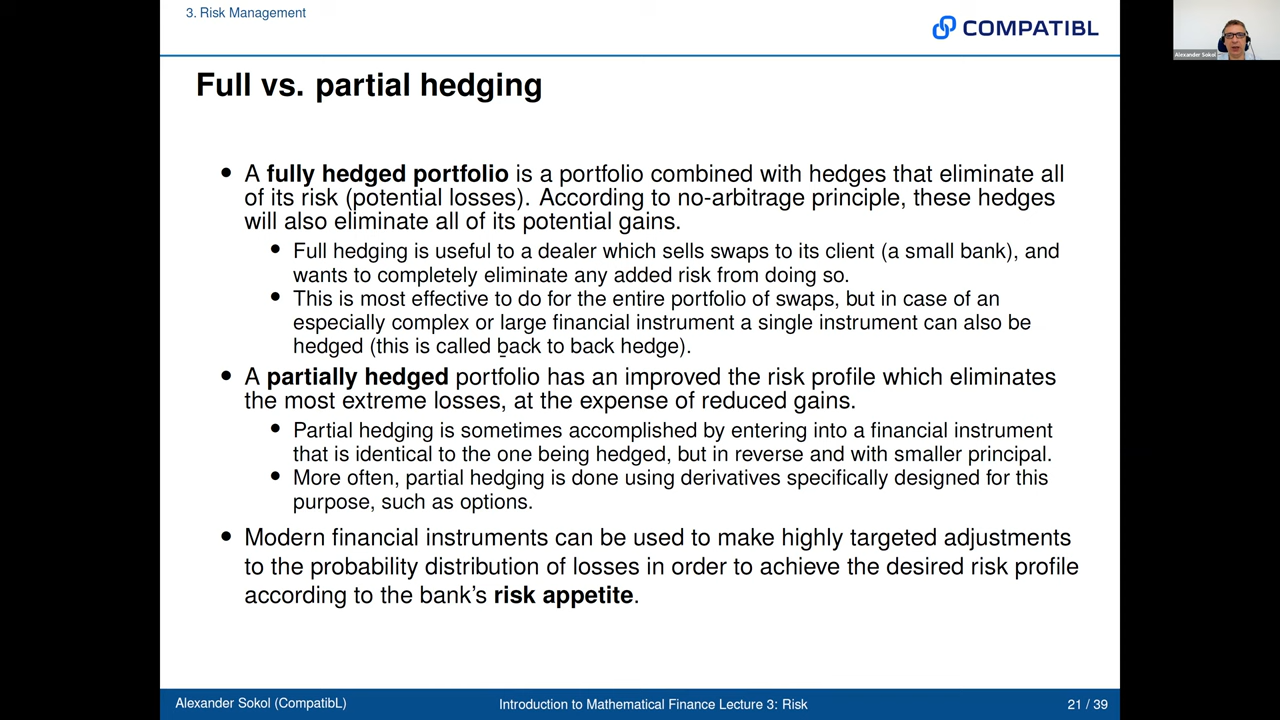 3. Risk Management
COMPATIBL
Alexander Sokol
Full vs. partial hedging
• A fully hedged portfolio is a portfolio combined with hedges that eliminate all
of its risk (potential losses). According to no-arbitrage principle, these hedges
will also eliminate all of its potential gains.
• Full hedging is useful to a dealer which sells swaps to its client (a small bank), and
wants to completely eliminate any added risk from doing so.
• This is most effective to do for the entire portfolio of swaps, but in case of an
especially complex or large financial instrument a single instrument can also be
hedged (this is called back to back hedge).
• A partially hedged portfolio has an improved the risk profile which eliminates
the most extreme losses, at the expense of reduced gains.
• Partial hedging is sometimes accomplished by entering into a financial instrument
that is identical to the one being hedged, but in reverse and with smaller principal.
• More often, partial hedging is done using derivatives specifically designed for this
purpose, such as options.
• Modern financial instruments can be used to make highly targeted adjustments
to the probability distribution of losses in order to achieve the desired risk profile
according to the bank's risk appetite.
Alexander Sokol (CompatibL)
Introduction to Mathematical Finance Lecture 3: Risk
21 / 39